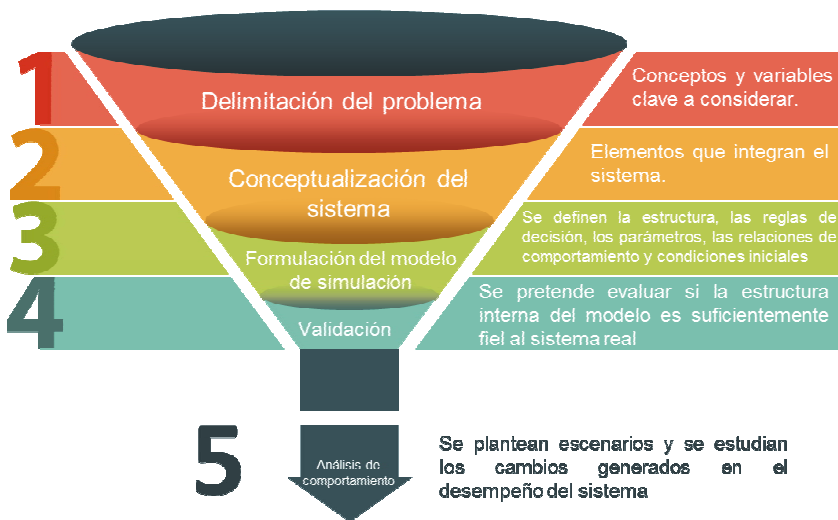 1
Delimitación del problema
Conceptos y variables
clave a considerar.
2
Conceptualización del
sistema
Elementos que integran el
sistema.
3
Formulación del modelo
de simulación
Se definen la estructura, las reglas de
decisión, los parámetros, las relaciones de
comportamiento y condiciones iniciales
4
Validación
Se pretende evaluar si la estructura
interna del modelo es suficientemente
fiel al sistema real
5
Análisis de
comportamiento
Se plantean escenarios y se estudian
los cambios generados en el
desempeño del sistema